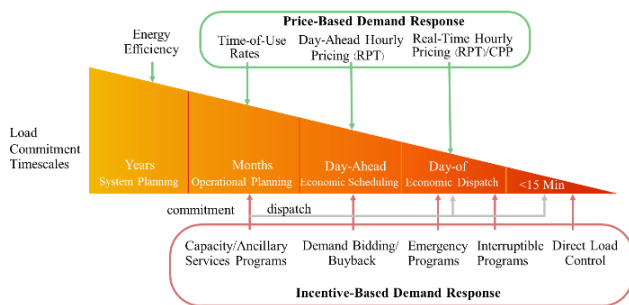 Price-Based Demand Response
Energy
Efficiency
Time-of-Use
Rates
Day-Ahead Hourly
Pricing (RPT)
Real-Time Hourly
Pricing (RPT)/CPP
Load
Commitment
Timescales
Years
System Planning
Months
Operational Planning
Day-Ahead
Economic Scheduling
Day-of
Economic Dispatch
<15 Min
commitment
dispatch
Capacity/Ancillary
Services Programs
Demand Bidding/
Buyback
Emergency
Programs
Interruptible
Programs
Direct Load
Control
Incentive-Based Demand Response